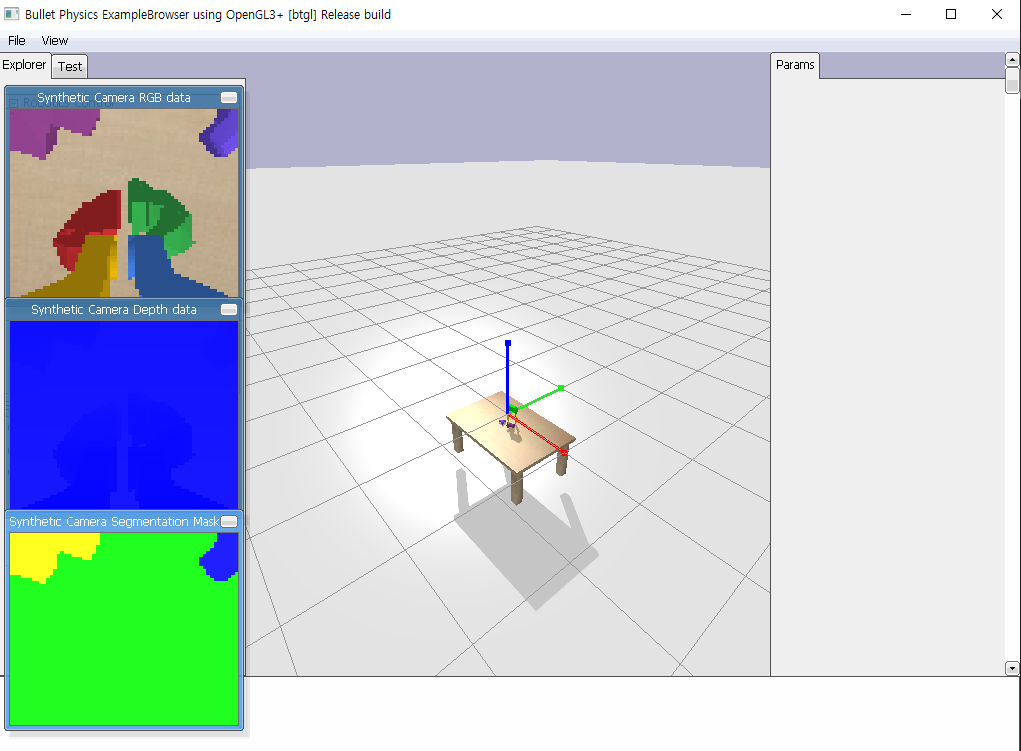 Bullet Physics ExampleBrowser using OpenGL3+ [btgl] Release build
File View
Explorer Test
Params
Synthetic Camera RGB data
Synthetic Camera Depth data
Synthetic Camera Segmentation Mask